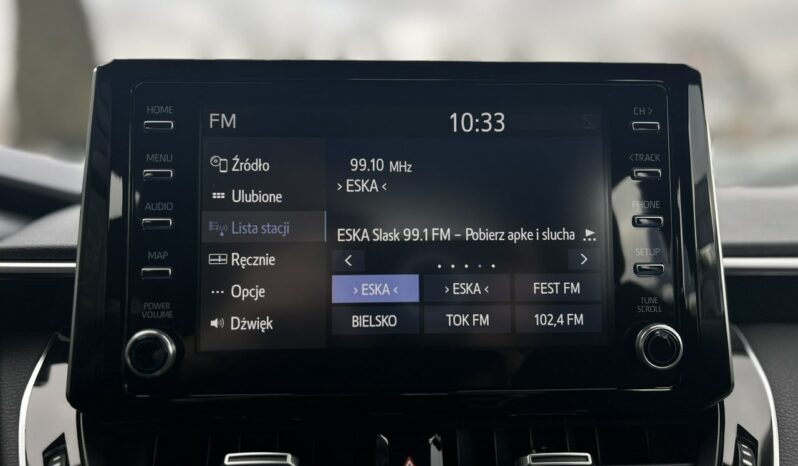 HOME
MENU
AUDIO
MAP
POWER
VOLUME
FM
10:33
Źródło
Ulubione
Lista stacji
Ręcznie
Opcje
Dźwięk
99.10 MHz
› ESKA ‹
ESKA Slask 99.1 FM – Pobierz apke i slucha
› ESKA ‹ › ESKA ‹ FEST FM
BIELSKO TOK FM 102,4 FM
CH >
< TRACK
PHONE
SETUP
TUNE
SCROLL